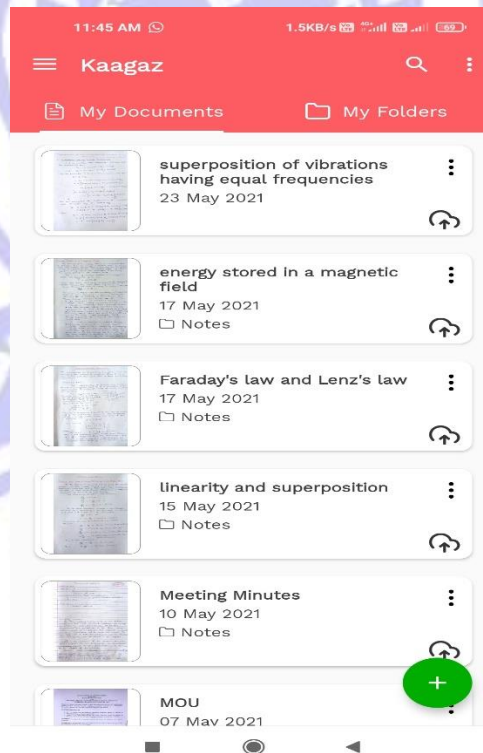 11:45 AM 1.5KB/s 69
Kaagaz
My Documents My Folders
superposition of vibrations
having equal frequencies
23 May 2021
energy stored in a magnetic
field
17 May 2021
Notes
Faraday's law and Lenz's law
17 May 2021
Notes
linearity and superposition
15 May 2021
Notes
Meeting Minutes
10 May 2021
Notes
MOU
07 May 2021